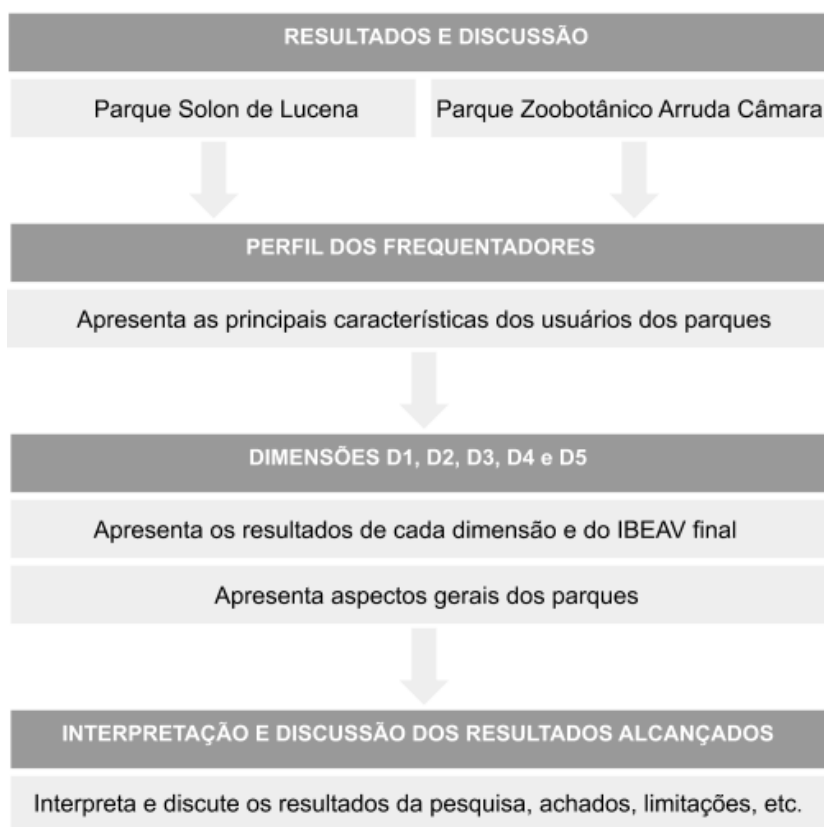 RESULTADOS E DISCUSSÃO
Parque Solon de Lucena
Parque Zoobotânico Arruda Câmara
PERFIL DOS FREQUENTADORES
Apresenta as principais características dos usuários dos parques
DIMENSÕES D1, D2, D3, D4 e D5
Apresenta os resultados de cada dimensão e do IBEAV final
Apresenta aspectos gerais dos parques
INTERPRETAÇÃO E DISCUSSÃO DOS RESULTADOS ALCANÇADOS
Interpreta e discute os resultados da pesquisa, achados, limitações, etc.